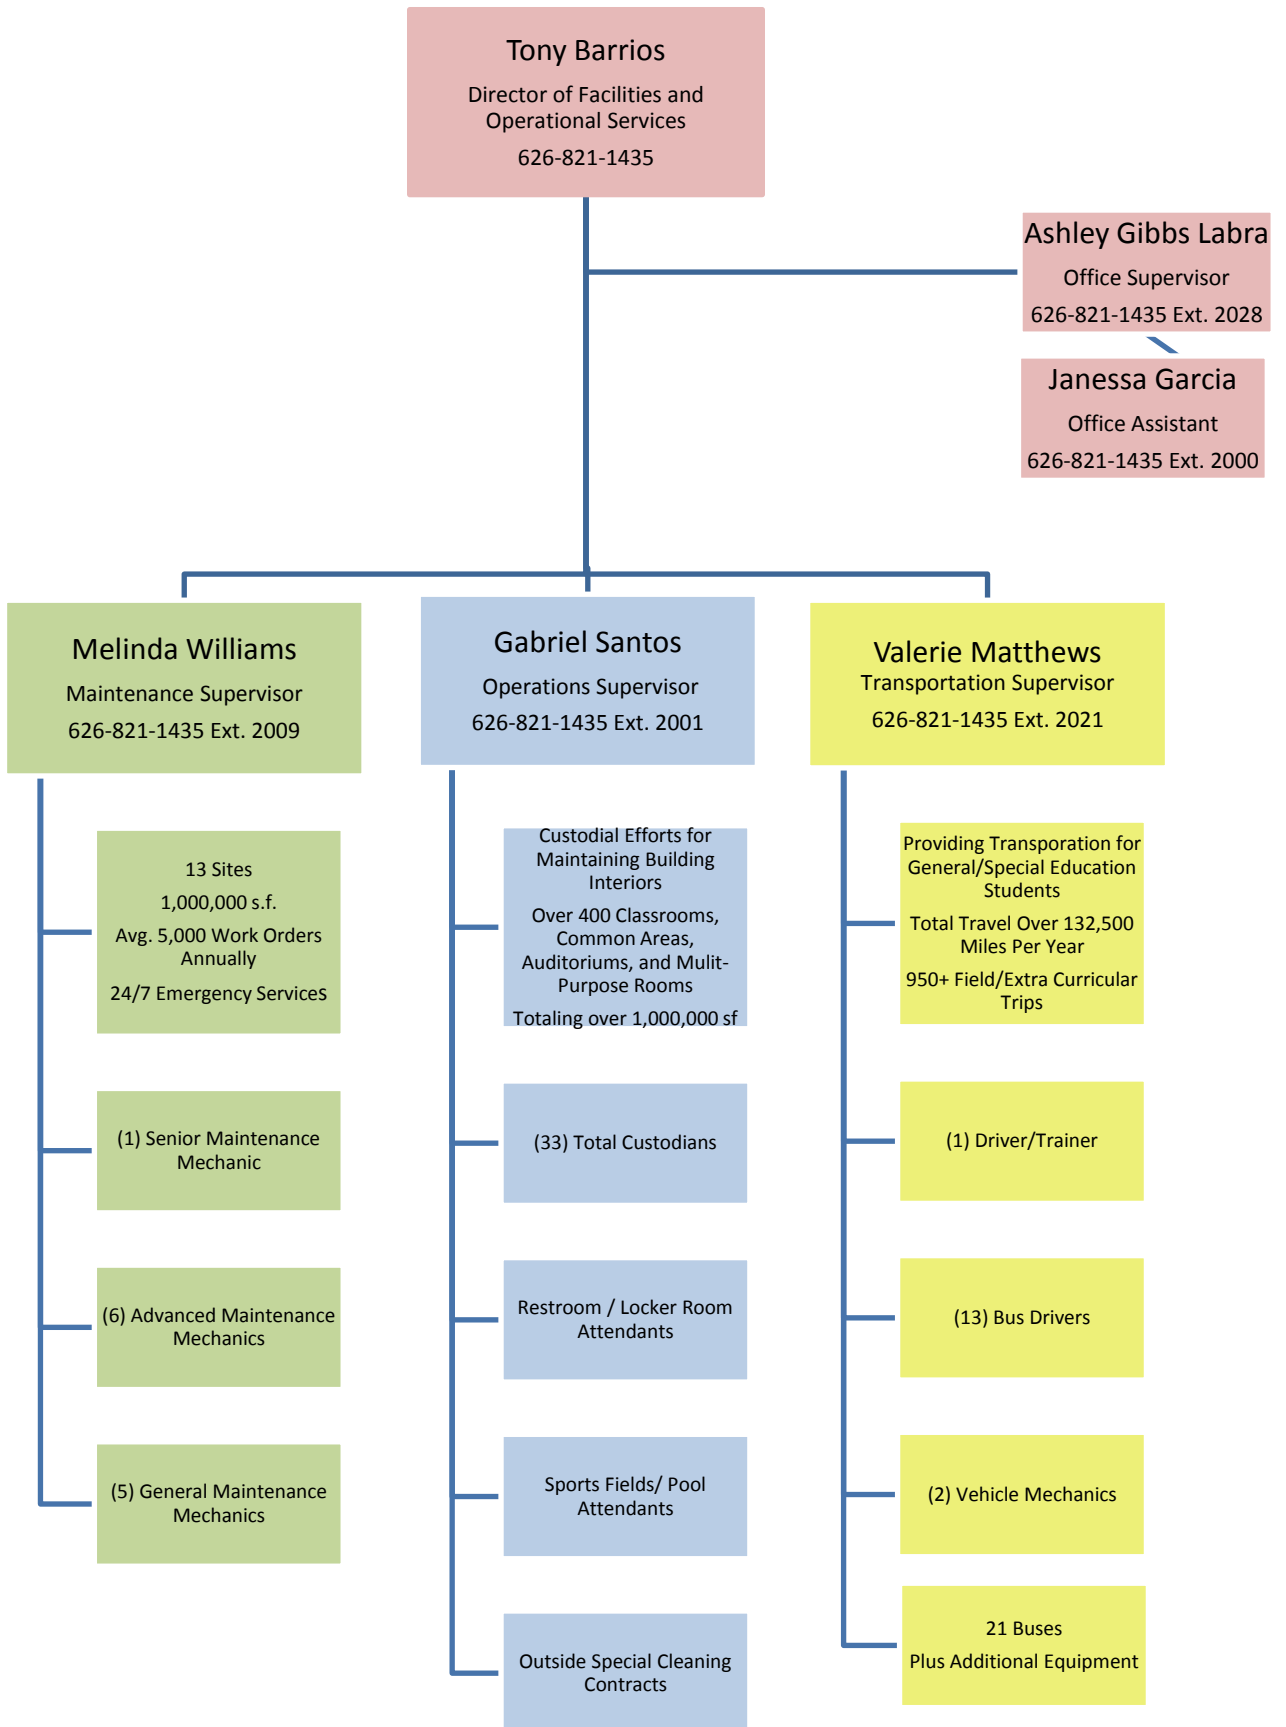 Tony Barrios
Director of Facilities and
Operational Services
626-821-1435
Ashley Gibbs Labra
Office Supervisor
626-821-1435 Ext. 2028
Janessa Garcia
Office Assistant
626-821-1435 Ext. 2000
Melinda Williams
Maintenance Supervisor
626-821-1435 Ext. 2009
13 Sites
1,000,000 s.f.
Avg. 5,000 Work Orders
Annually
24/7 Emergency Services
(1) Senior Maintenance
Mechanic
(6) Advanced Maintenance
Mechanics
(5) General Maintenance
Mechanics
Gabriel Santos
Operations Supervisor
626-821-1435 Ext. 2001
Custodial Efforts for
Maintaining Building
Interiors
Over 400 Classrooms,
Common Areas,
Auditoriums, and Mulit-
Purpose Rooms
Totaling over 1,000,000 sf
(33) Total Custodians
Restroom / Locker Room
Attendants
Sports Fields/ Pool
Attendants
Outside Special Cleaning
Contracts
Valerie Matthews
Transportation Supervisor
626-821-1435 Ext. 2021
Providing Transporation for
General/Special Education
Students
Total Travel Over 132,500
Miles Per Year
950+ Field/Extra Curricular
Trips
(1) Driver/Trainer
(13) Bus Drivers
(2) Vehicle Mechanics
21 Buses
Plus Additional Equipment